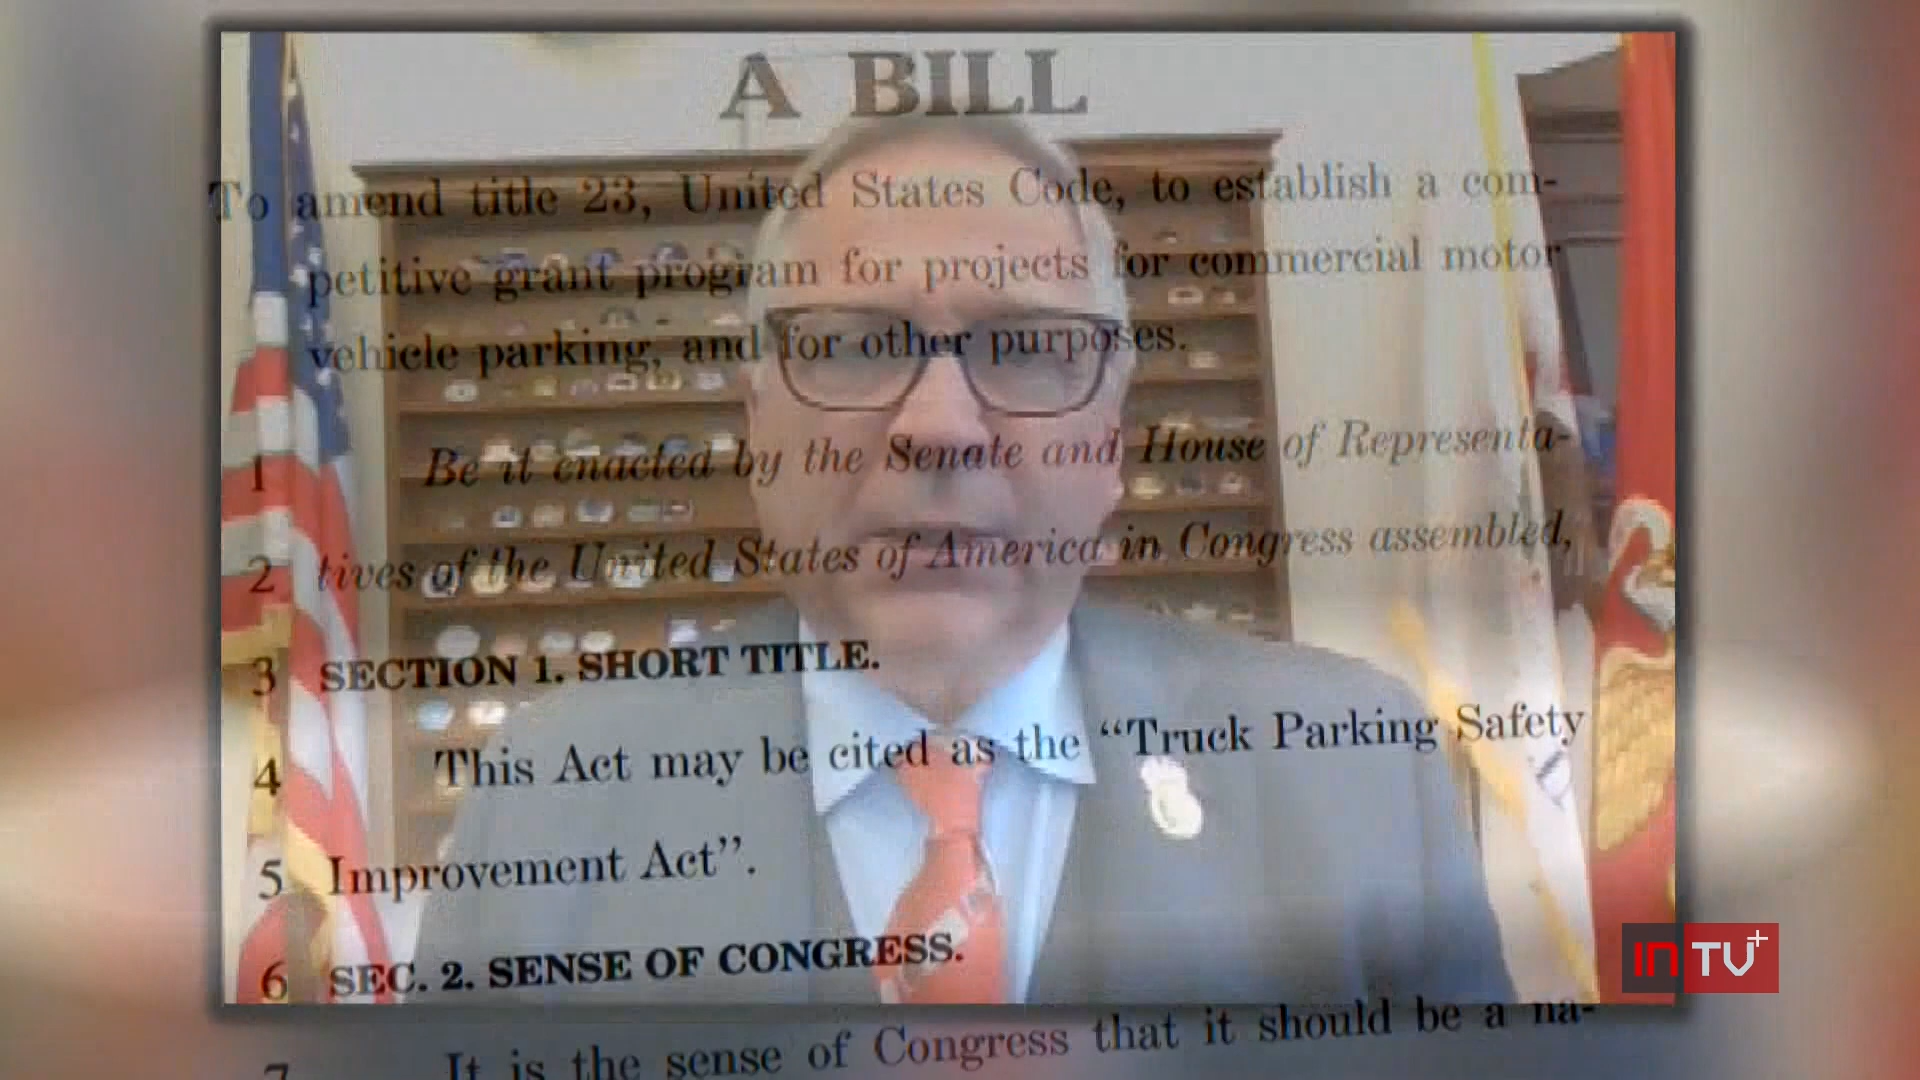 A BILL
To amend title 23, United States Code, to establish a com-
petitive grant program for projects for commercial motor
vehicle parking, and for other purposes.
1 Be it enacted by the Senate and House of Representa-
2 tives of the United States of America in Congress assembled,
3 SECTION 1. SHORT TITLE.
4 This Act may be cited as the “Truck Parking Safety
5 Improvement Act”.
6 SEC. 2. SENSE OF CONGRESS.
7 It is the sense of Congress that it should be a na-
INTV+